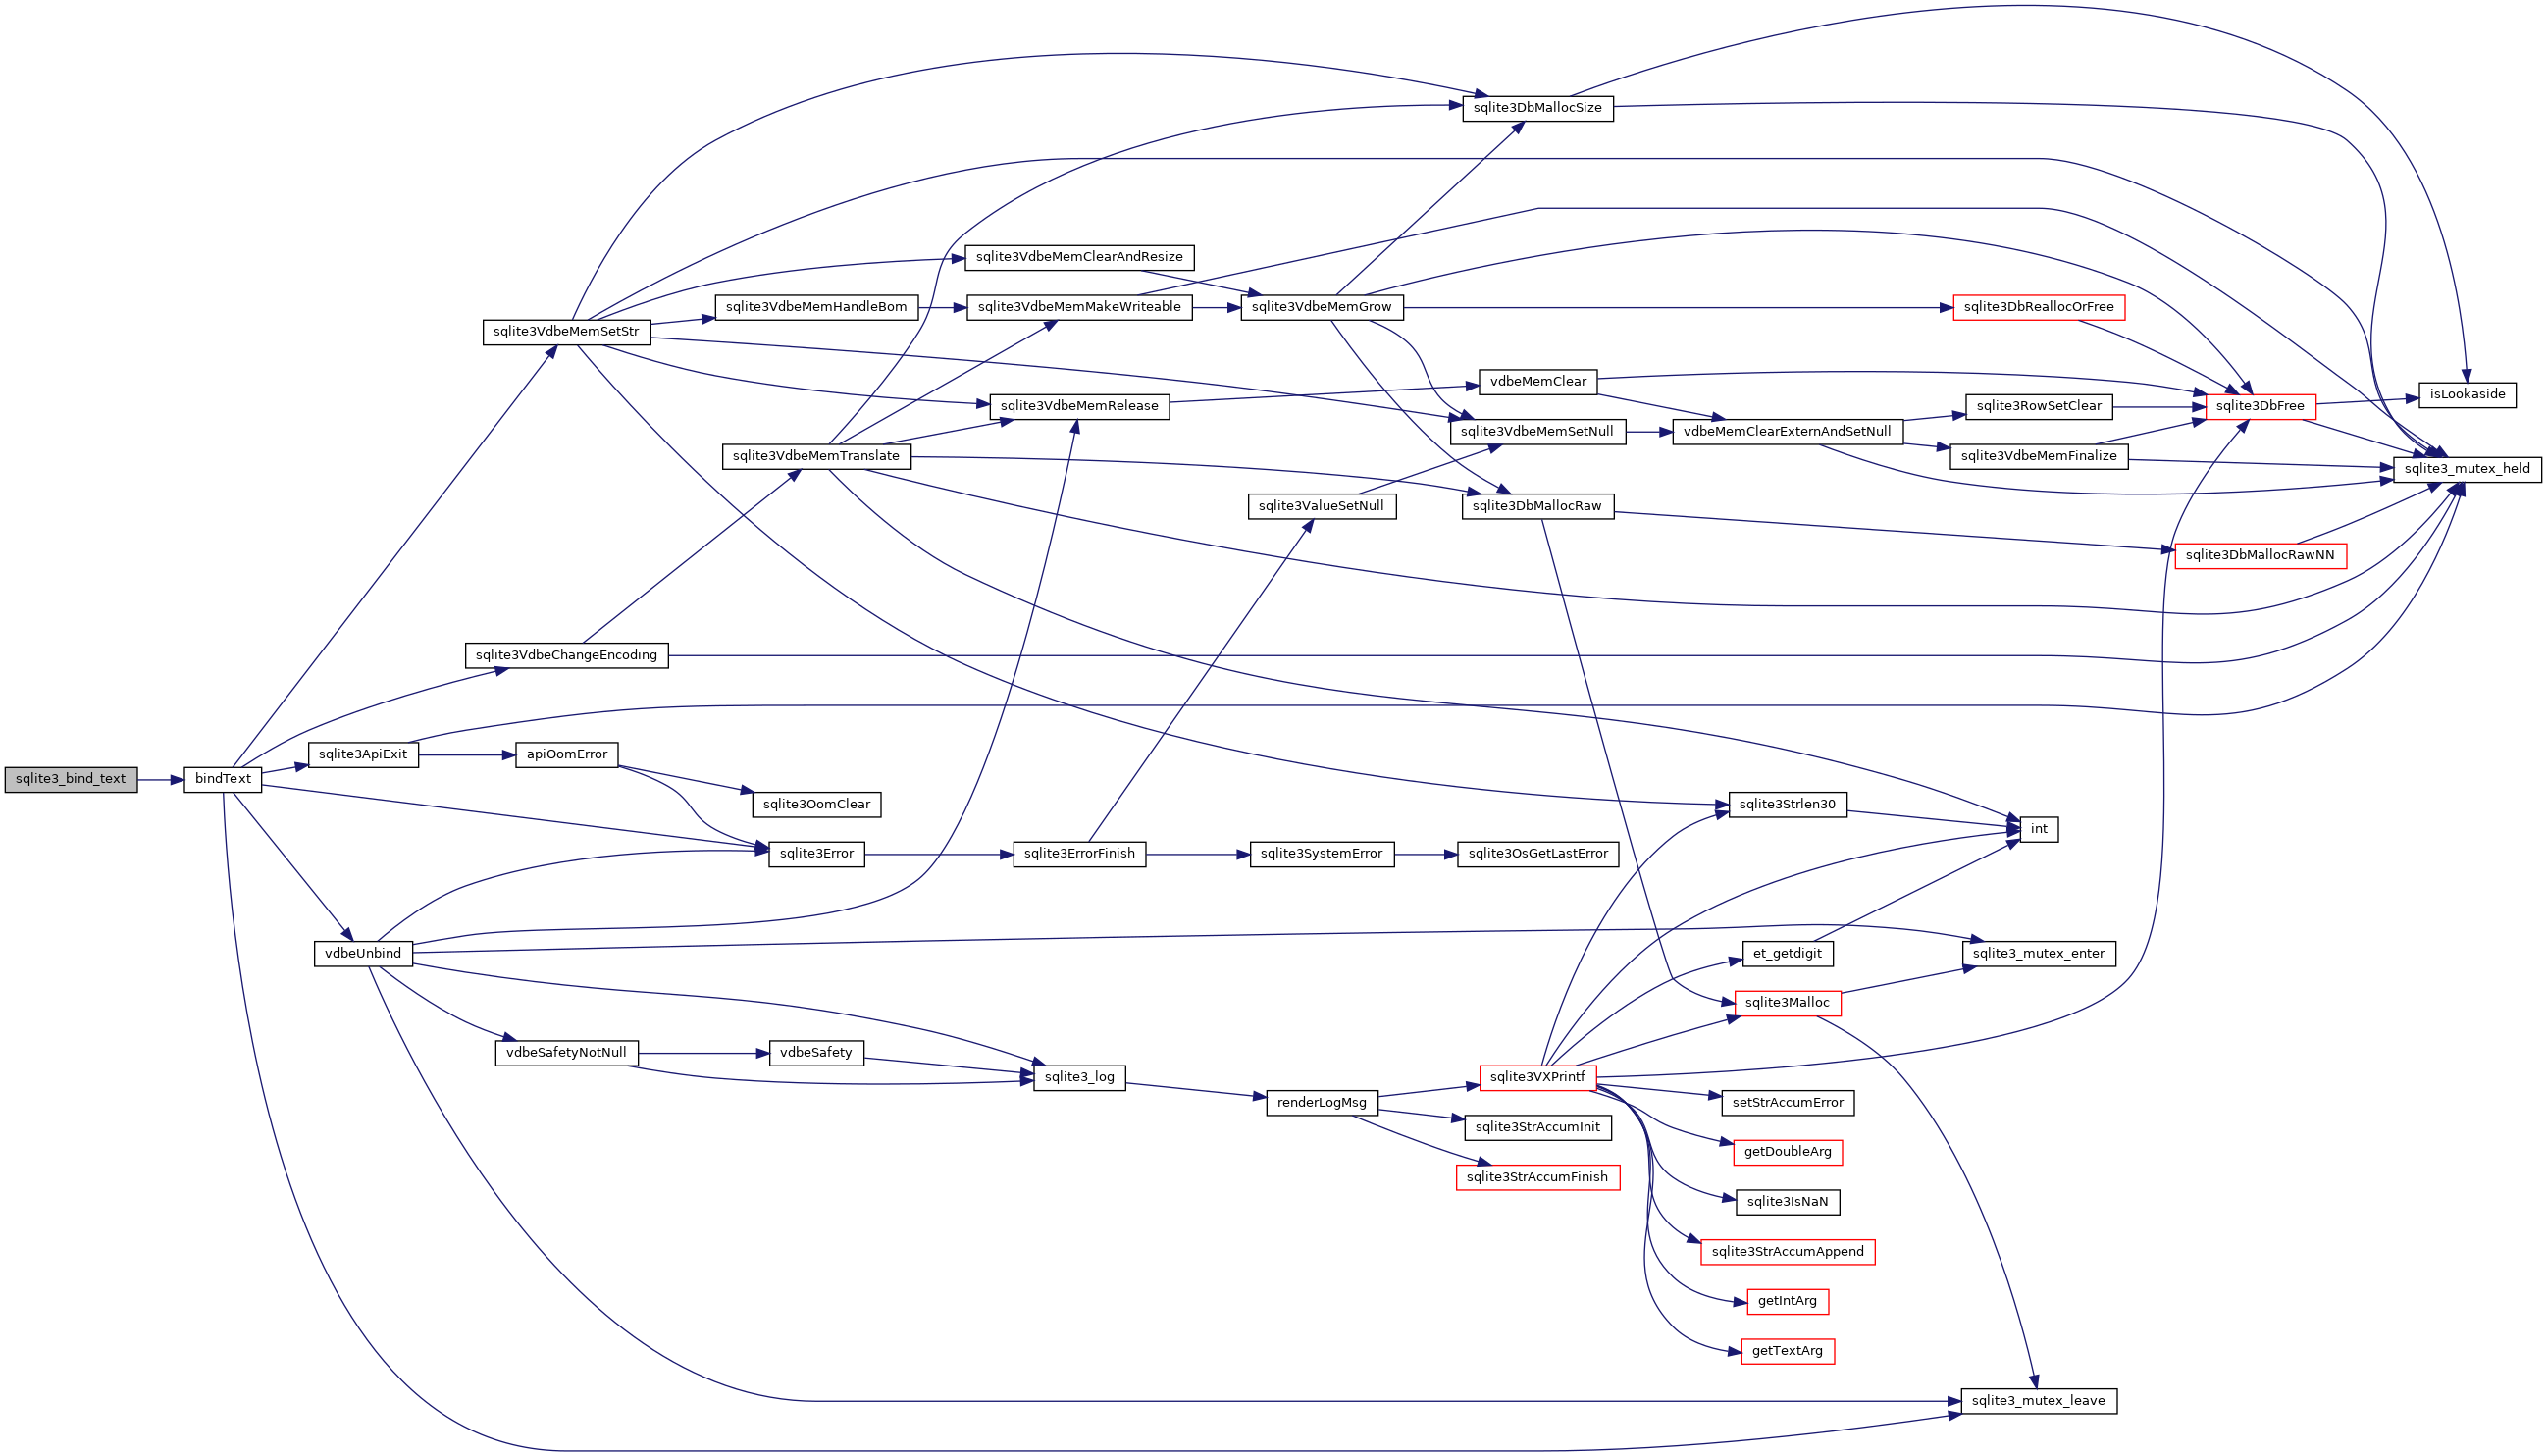 sqlite3DbMallocSize
sqlite3VdbeMemClearAndResize
sqlite3VdbeMemHandleBom
sqlite3VdbeMemMakeWriteable
sqlite3VdbeMemGrow
sqlite3DbReallocOrFree
sqlite3VdbeMemSetStr
vdbeMemClear
isLookaside
sqlite3VdbeMemRelease
sqlite3RowSetClear
sqlite3DbFree
sqlite3VdbeMemSetNull
vdbeMemClearExternAndSetNull
sqlite3VdbeMemTranslate
sqlite3VdbeMemFinalize
sqlite3_mutex_held
sqlite3ValueSetNull
sqlite3DbMallocRaw
sqlite3DbMallocRawNN
sqlite3VdbeChangeEncoding
sqlite3ApiExit
apiOomError
sqlite3_bind_text
bindText
sqlite3OomClear
sqlite3Strlen30
int
sqlite3Error
sqlite3ErrorFinish
sqlite3SystemError
sqlite3OsGetLastError
vdbeUnbind
et_getdigit
sqlite3_mutex_enter
sqlite3Malloc
vdbeSafetyNotNull
vdbeSafety
sqlite3_log
sqlite3VXPrintf
renderLogMsg
setStrAccumError
sqlite3StrAccumInit
getDoubleArg
sqlite3StrAccumFinish
sqlite3IsNaN
sqlite3StrAccumAppend
getIntArg
getTextArg
sqlite3_mutex_leave